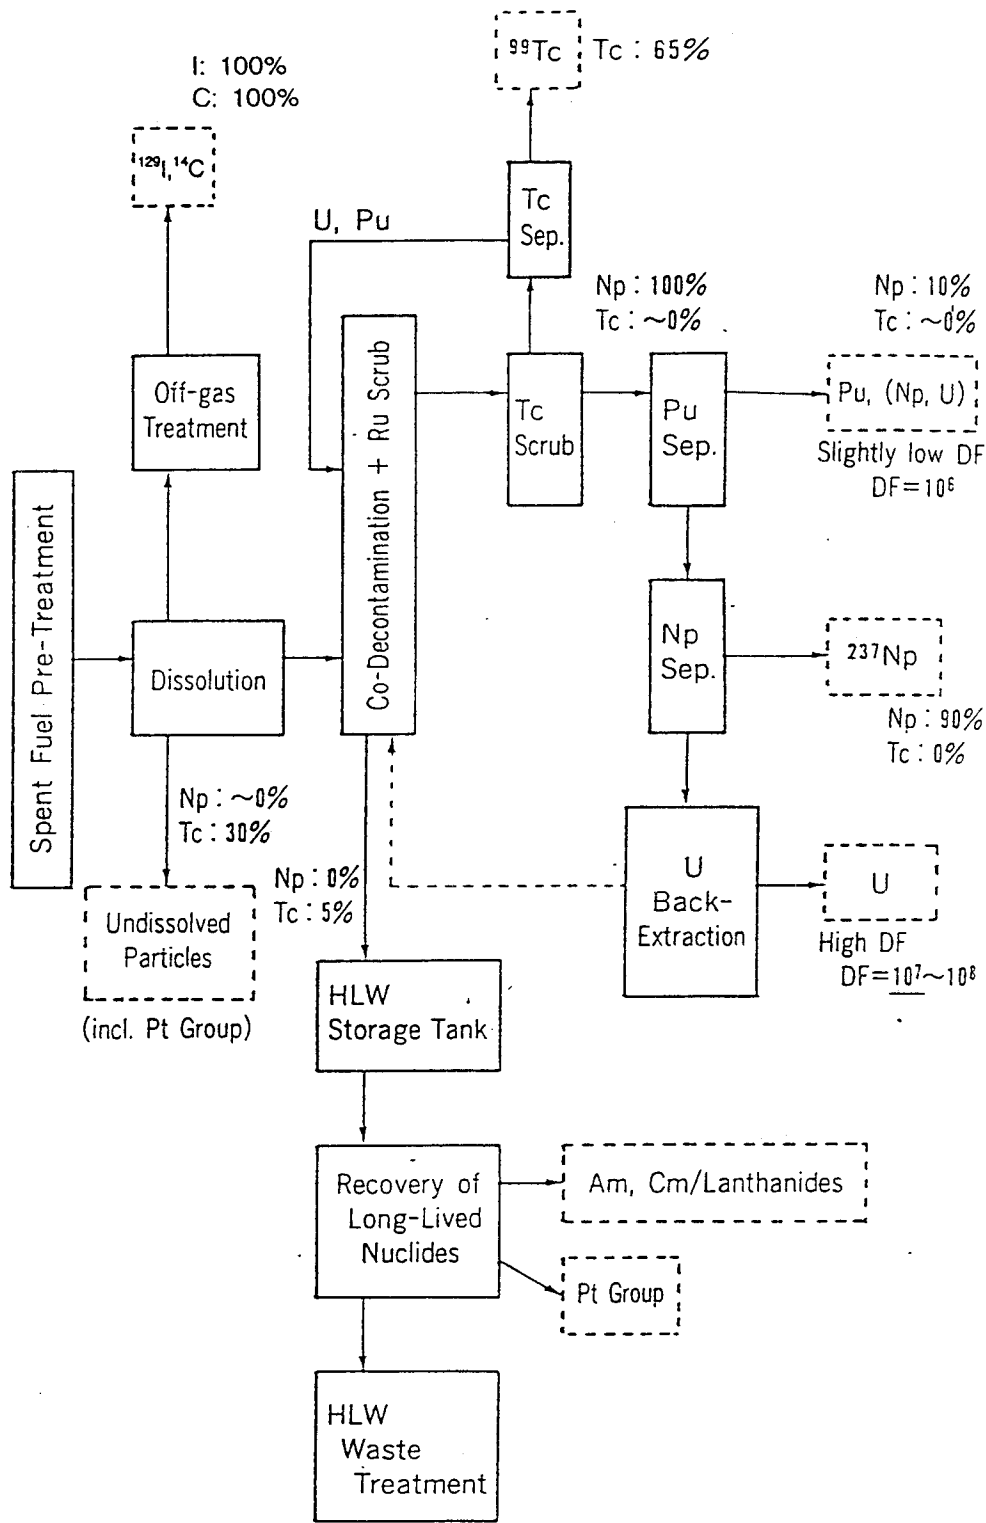 ⁹⁹Tc
Tc : 65%
I: 100%
C: 100%
¹²⁹I,¹⁴C
Tc
Sep.
U, Pu
Np : 100%
Tc : ~0%
Np : 10%
Tc : ~0%
Off-gas
Treatment
Co-Decontamination + Ru Scrub
Tc
Scrub
Pu
Sep.
Pu, (Np, U)
Slightly low DF
DF=10⁶
Spent Fuel Pre-Treatment
Dissolution
Np
Sep.
²³⁷Np
Np : 90%
Tc : 0%
Np : ~0%
Tc : 30%
Np : 0%
Tc : 5%
Undissolved
Particles
(incl. Pt Group)
U
Back-
Extraction
U
High DF
DF=10⁷~10⁸
HLW
Storage Tank
Recovery of
Long-Lived
Nuclides
Am, Cm/Lanthanides
Pt Group
HLW
Waste
Treatment